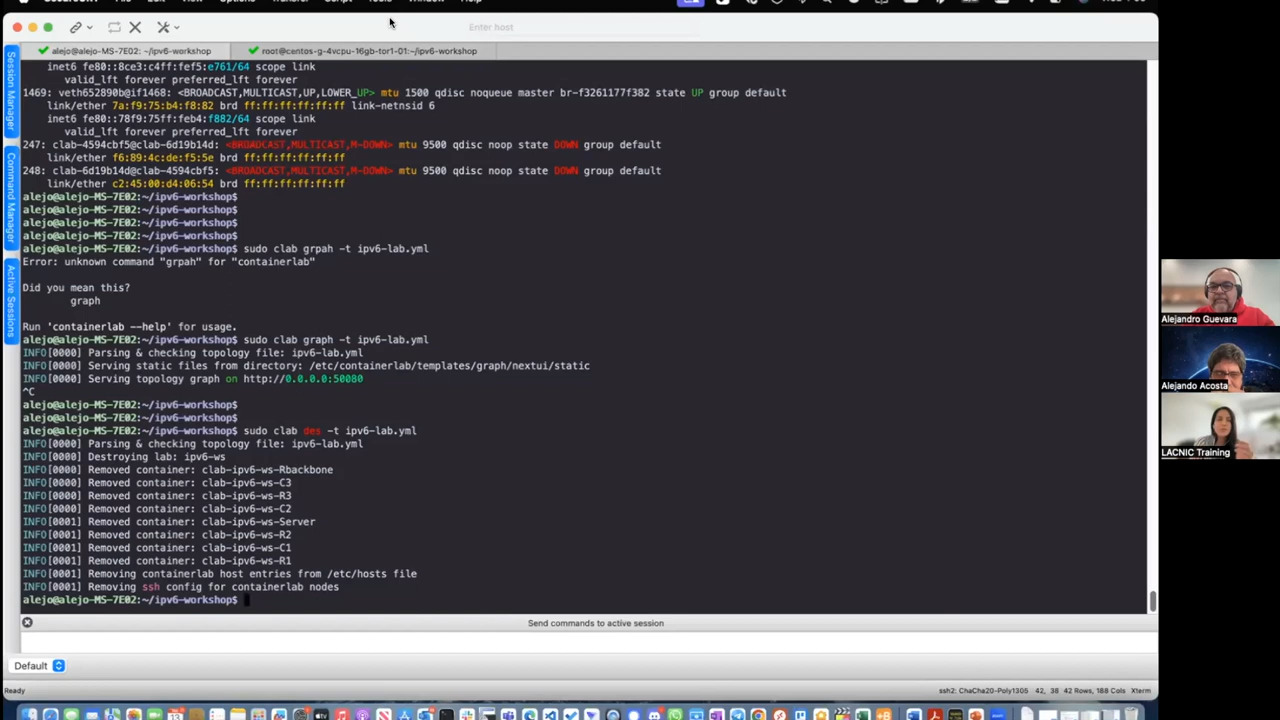 Enter host
alejo@alejo-MS-7E02: ~/ipv6-workshop
root@centos-g-4vcpu-16gb-tor1-01:~/ipv6-workshop
Session Manager
Command Manager
Active Sessions
inet6 fe80::8ce3:c4ff:fef5:e761/64 scope link
valid_lft forever preferred_lft forever
1469: veth652890b@if1468: <BROADCAST,MULTICAST,UP,LOWER_UP> mtu 1500 qdisc noqueue master br-f3261177f382 state UP group default
link/ether 7a:f9:75:b4:f8:82 brd ff:ff:ff:ff:ff:ff link-netnsid 6
inet6 fe80::78f9:75ff:feb4:f882/64 scope link
valid_lft forever preferred_lft forever
247: clab-4594cbf5@clab-6d19b14d: <BROADCAST,MULTICAST,M-DOWN> mtu 9500 qdisc noop state DOWN group default
link/ether f6:89:4c:de:f5:5e brd ff:ff:ff:ff:ff:ff
248: clab-6d19b14d@clab-4594cbf5: <BROADCAST,MULTICAST,M-DOWN> mtu 9500 qdisc noop state DOWN group default
link/ether c2:45:00:d4:06:54 brd ff:ff:ff:ff:ff:ff
alejo@alejo-MS-7E02:~/ipv6-workshop$
alejo@alejo-MS-7E02:~/ipv6-workshop$
alejo@alejo-MS-7E02:~/ipv6-workshop$
alejo@alejo-MS-7E02:~/ipv6-workshop$
alejo@alejo-MS-7E02:~/ipv6-workshop$ sudo clab grpah -t ipv6-lab.yml
Error: unknown command "grpah" for "containerlab"
Did you mean this?
graph
Run 'containerlab --help' for usage.
alejo@alejo-MS-7E02:~/ipv6-workshop$ sudo clab graph -t ipv6-lab.yml
INFO[0000] Parsing & checking topology file: ipv6-lab.yml
INFO[0000] Serving static files from directory: /etc/containerlab/templates/graph/nextui/static
INFO[0000] Serving topology graph on http://0.0.0.0:50080
^C
alejo@alejo-MS-7E02:~/ipv6-workshop$
alejo@alejo-MS-7E02:~/ipv6-workshop$
alejo@alejo-MS-7E02:~/ipv6-workshop$ sudo clab des -t ipv6-lab.yml
INFO[0000] Parsing & checking topology file: ipv6-lab.yml
INFO[0000] Destroying lab: ipv6-ws
INFO[0000] Removed container: clab-ipv6-ws-Rbackbone
INFO[0000] Removed container: clab-ipv6-ws-C3
INFO[0000] Removed container: clab-ipv6-ws-R3
INFO[0000] Removed container: clab-ipv6-ws-C2
INFO[0001] Removed container: clab-ipv6-ws-Server
INFO[0001] Removed container: clab-ipv6-ws-R2
INFO[0001] Removed container: clab-ipv6-ws-C1
INFO[0001] Removed container: clab-ipv6-ws-R1
INFO[0001] Removing containerlab host entries from /etc/hosts file
INFO[0001] Removing ssh config for containerlab nodes
alejo@alejo-MS-7E02:~/ipv6-workshop$
Send commands to active session
Default
Ready
ssh2: ChaCha20-Poly1305 42, 38 42 Rows, 188 Cols Xterm
Alejandro Guevara
Alejando Acosta
LACNIC Training